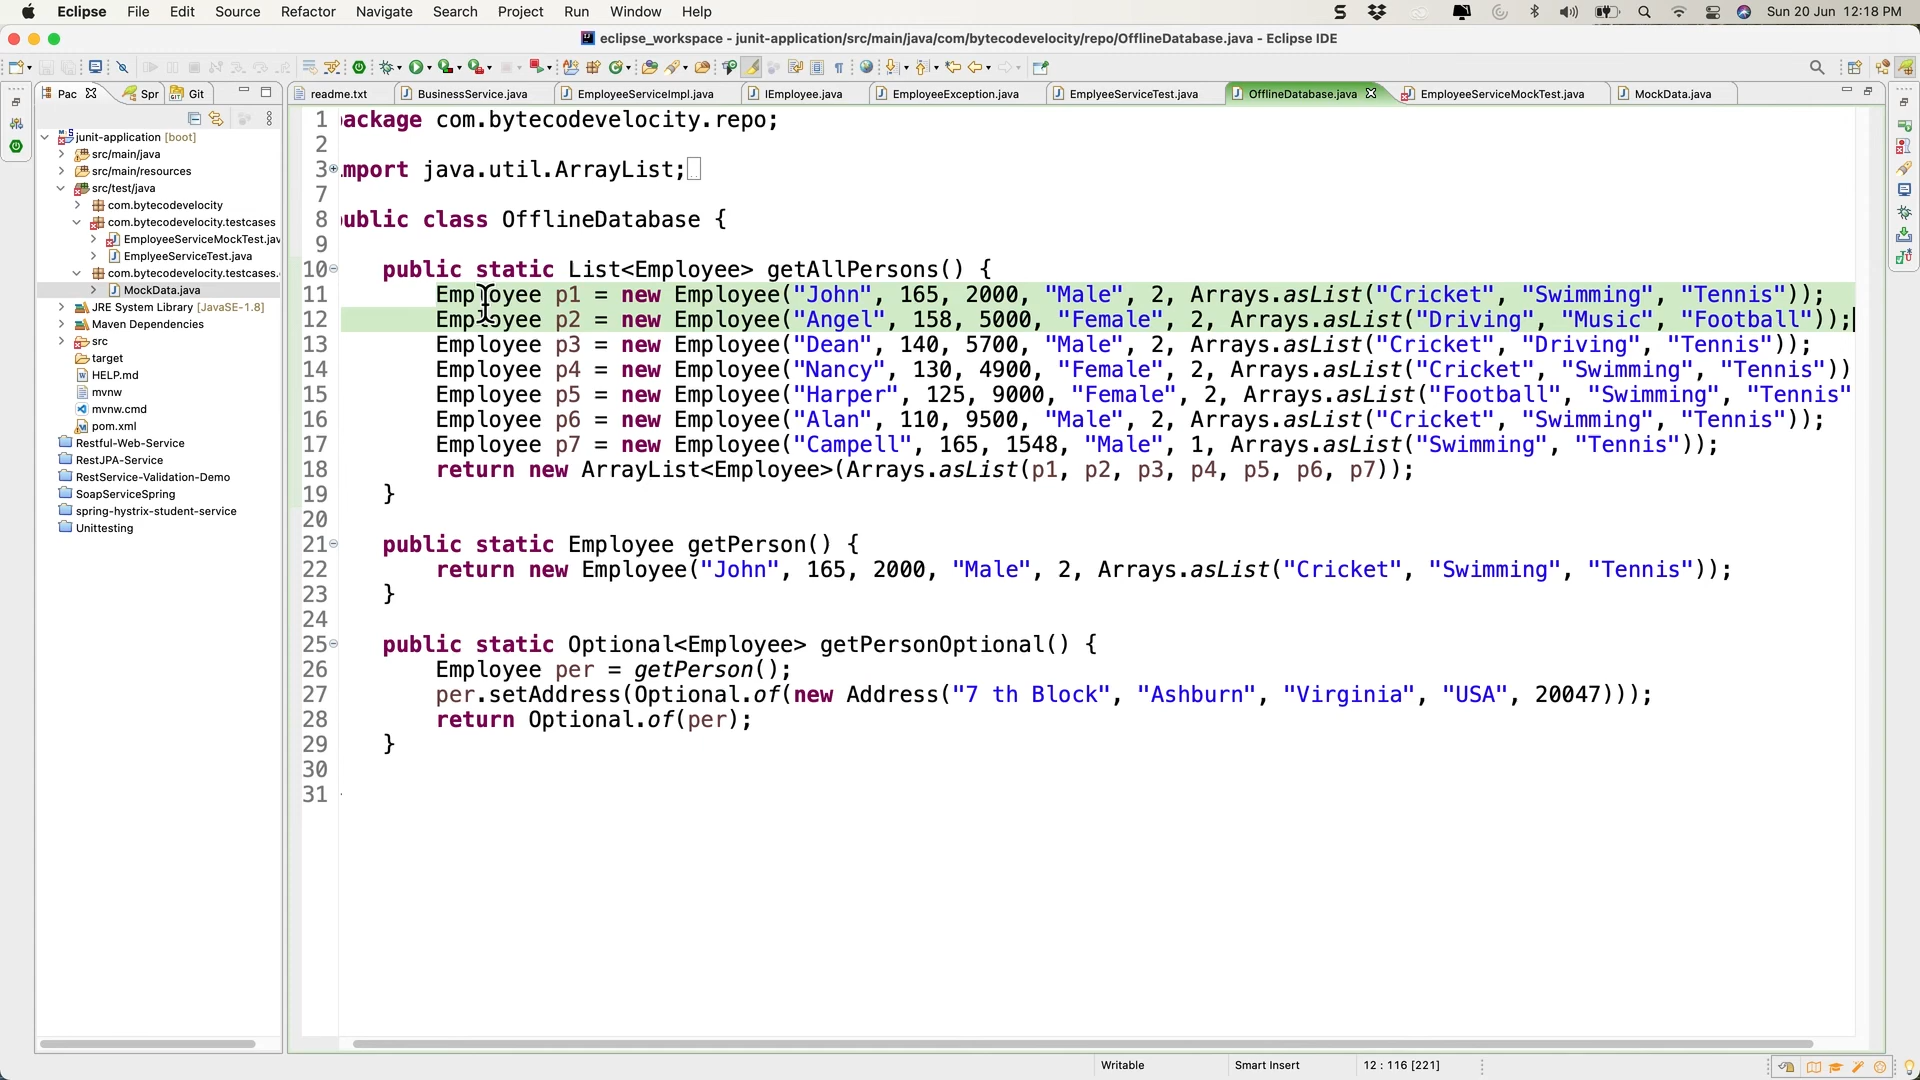 Eclipse File Edit Source Refactor Navigate Search Project Run Window Help Sun 20 Jun 12:18 PM
eclipse_workspace - junit-application/src/main/java/com/bytecodevelocity/repo/OfflineDatabase.java - Eclipse IDE
Pac Spr Git
readme.txt BusinessService.java EmployeeServiceImpl.java IEmployee.java EmployeeException.java EmplyeeServiceTest.java OfflineDatabase.java EmployeeServiceMockTest.java MockData.java
junit-application [boot]
src/main/java
src/main/resources
src/test/java
com.bytecodevelocity
com.bytecodevelocity.testcases
EmployeeServiceMockTest.jav
EmplyeeServiceTest.java
com.bytecodevelocity.testcases.
MockData.java
JRE System Library [JavaSE-1.8]
Maven Dependencies
src
target
HELP.md
mvnw
mvnw.cmd
pom.xml
Restful-Web-Service
RestJPA-Service
RestService-Validation-Demo
SoapServiceSpring
spring-hystrix-student-service
Unittesting
1 ackage com.bytecodevelocity.repo;
2
3 mport java.util.ArrayList;
7
8 ublic class OfflineDatabase {
9
10 public static List<Employee> getAllPersons() {
11 Employee p1 = new Employee("John", 165, 2000, "Male", 2, Arrays.asList("Cricket", "Swimming", "Tennis"));
12 Employee p2 = new Employee("Angel", 158, 5000, "Female", 2, Arrays.asList("Driving", "Music", "Football"));
13 Employee p3 = new Employee("Dean", 140, 5700, "Male", 2, Arrays.asList("Cricket", "Driving", "Tennis"));
14 Employee p4 = new Employee("Nancy", 130, 4900, "Female", 2, Arrays.asList("Cricket", "Swimming", "Tennis"))
15 Employee p5 = new Employee("Harper", 125, 9000, "Female", 2, Arrays.asList("Football", "Swimming", "Tennis"
16 Employee p6 = new Employee("Alan", 110, 9500, "Male", 2, Arrays.asList("Cricket", "Swimming", "Tennis"));
17 Employee p7 = new Employee("Campell", 165, 1548, "Male", 1, Arrays.asList("Swimming", "Tennis"));
18 return new ArrayList<Employee>(Arrays.asList(p1, p2, p3, p4, p5, p6, p7));
19 }
20
21 public static Employee getPerson() {
22 return new Employee("John", 165, 2000, "Male", 2, Arrays.asList("Cricket", "Swimming", "Tennis"));
23 }
24
25 public static Optional<Employee> getPersonOptional() {
26 Employee per = getPerson();
27 per.setAddress(Optional.of(new Address("7 th Block", "Ashburn", "Virginia", "USA", 20047)));
28 return Optional.of(per);
29 }
30
31
Writable Smart Insert 12 : 116 [221]